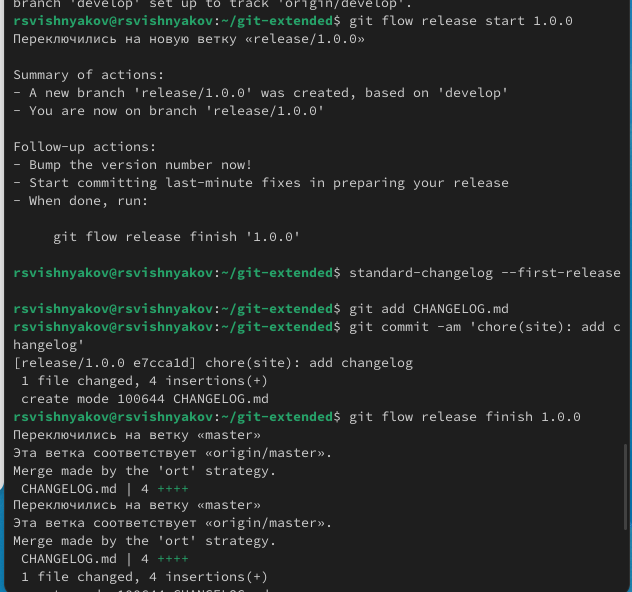 branch 'develop' set up to track 'origin/develop'.
rsvishnyakov@rsvishnyakov:~/git-extended$ git flow release start 1.0.0
Переключились на новую ветку «release/1.0.0»
Summary of actions:
- A new branch 'release/1.0.0' was created, based on 'develop'
- You are now on branch 'release/1.0.0'
Follow-up actions:
- Bump the version number now!
- Start committing last-minute fixes in preparing your release
- When done, run:
git flow release finish '1.0.0'
rsvishnyakov@rsvishnyakov:~/git-extended$ standard-changelog --first-release
rsvishnyakov@rsvishnyakov:~/git-extended$ git add CHANGELOG.md
rsvishnyakov@rsvishnyakov:~/git-extended$ git commit -am 'chore(site): add c
hangelog'
[release/1.0.0 e7cca1d] chore(site): add changelog
1 file changed, 4 insertions(+)
create mode 100644 CHANGELOG.md
rsvishnyakov@rsvishnyakov:~/git-extended$ git flow release finish 1.0.0
Переключились на ветку «master»
Эта ветка соответствует «origin/master».
Merge made by the 'ort' strategy.
CHANGELOG.md | 4 ++++
Переключились на ветку «master»
Эта ветка соответствует «origin/master».
Merge made by the 'ort' strategy.
CHANGELOG.md | 4 ++++
1 file changed, 4 insertions(+)